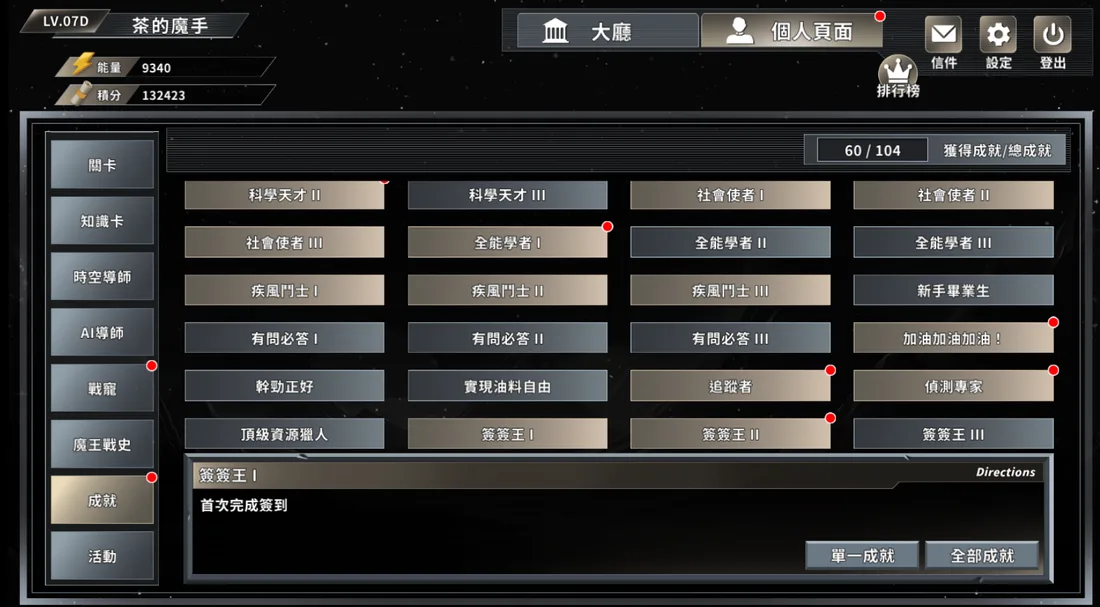 LV.07D 茶的魔手
大廳
個人頁面
信件
設定
登出
能量 9340
積分 132423
排行榜
關卡
知識卡
時空導師
AI導師
戰寵
魔王戰史
成就
活動
60 / 104 獲得成就/總成就
科學天才 II 科學天才 III 社會使者 I 社會使者 II
社會使者 III 全能學者 I 全能學者 II 全能學者 III
疾風鬥士 I 疾風鬥士 II 疾風鬥士 III 新手畢業生
有問必答 I 有問必答 II 有問必答 III 加油加油加油！
幹勁正好 實現油料自由 追蹤者 偵測專家
頂級資源獵人 簽簽王 I 簽簽王 II 簽簽王 III
簽簽王 I Directions
首次完成簽到
單一成就 全部成就